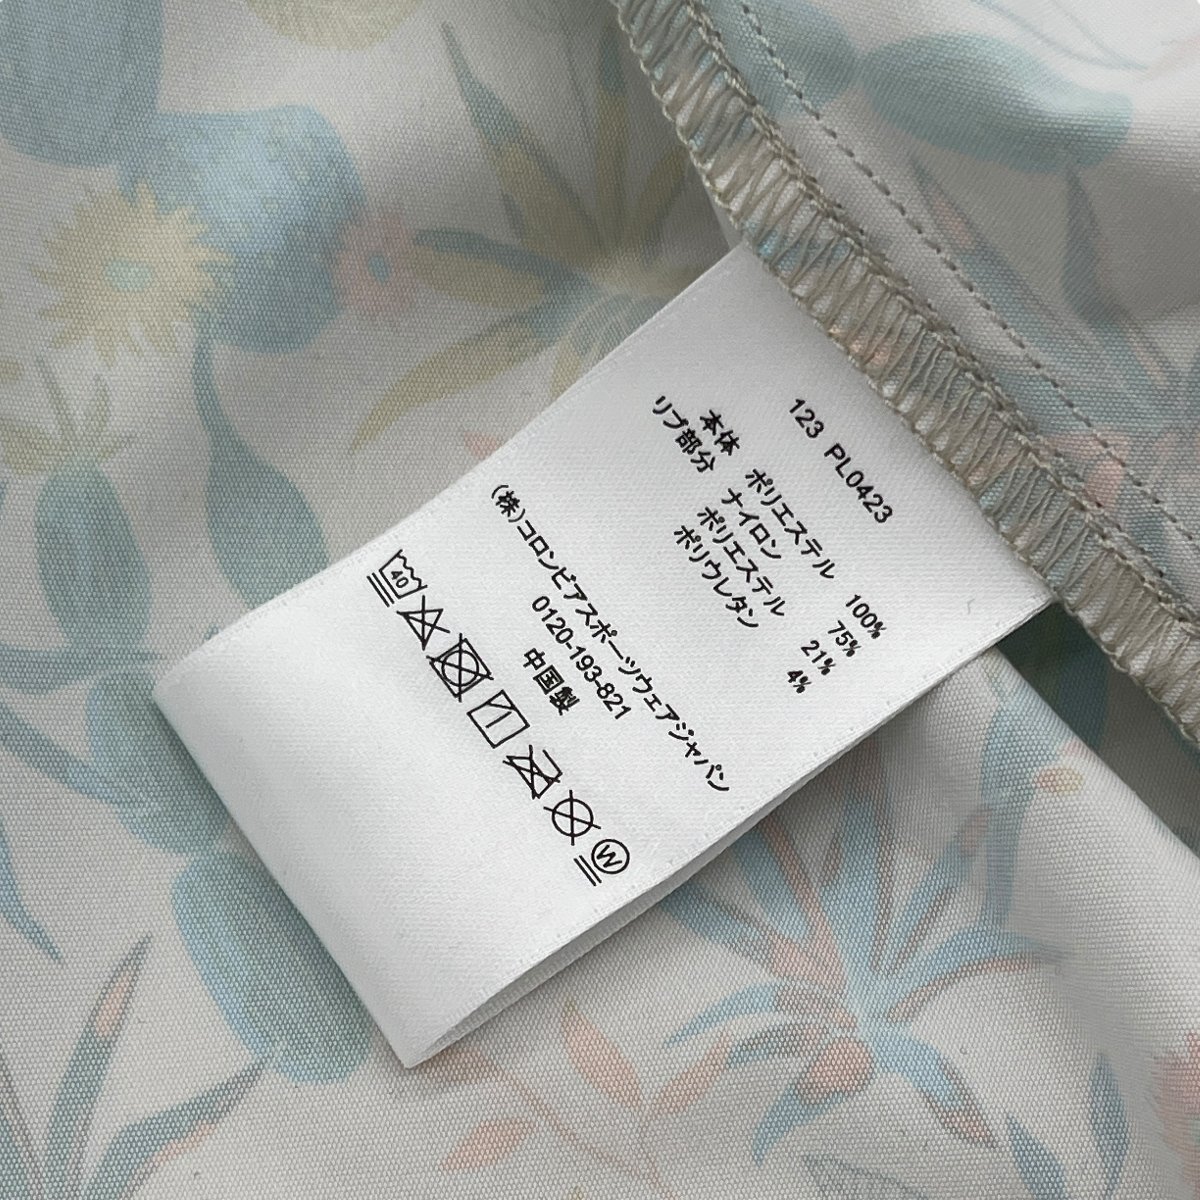 123 PL0423
本体 ポリエステル 100%
リブ部分 ナイロン 75%
ポリエステル 21%
ポリウレタン 4%
(株)コロンビアスポーツウェアジャパン
0120-193-821
中国製
40
W